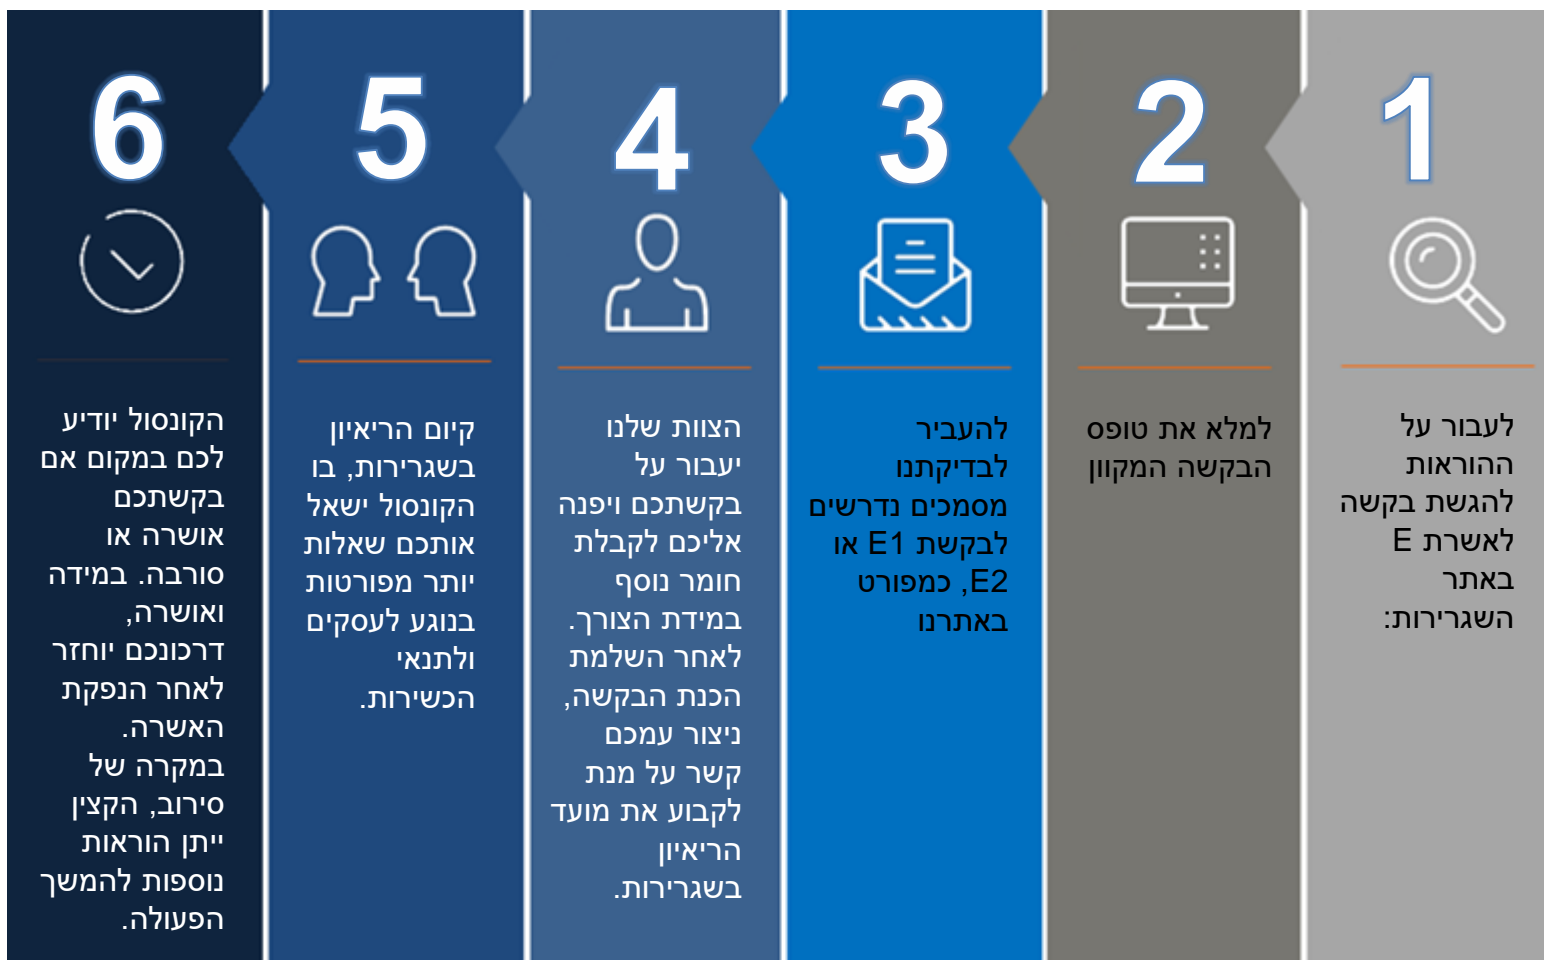 1
לעבור על
ההוראות
להגשת בקשה
לאשרת E
באתר
השגרירות:
2
למלא את טופס
הבקשה המקוון
3
להעביר
לבדיקתנו
מסמכים נדרשים
לבקשת E1 או
E2, כמפורט
באתרנו
4
הצוות שלנו
יעבור על
בקשתכם ויפנה
אליכם לקבלת
חומר נוסף
במידת הצורך.
לאחר השלמת
הכנת הבקשה,
ניצור עמכם
קשר על מנת
לקבוע את מועד
הריאיון
בשגרירות.
5
קיום הריאיון
בשגרירות, בו
הקונסול ישאל
אותכם שאלות
יותר מפורטות
בנוגע לעסקים
ולתנאי
הכשירות.
6
הקונסול יודיע
לכם במקום אם
בקשתכם
אושרה או
סורבה. במידה
ואושרה,
דרכונכם יוחזר
לאחר הנפקת
האשרה.
במקרה של
סירוב, הקצין
ייתן הוראות
נוספות להמשך
הפעולה.